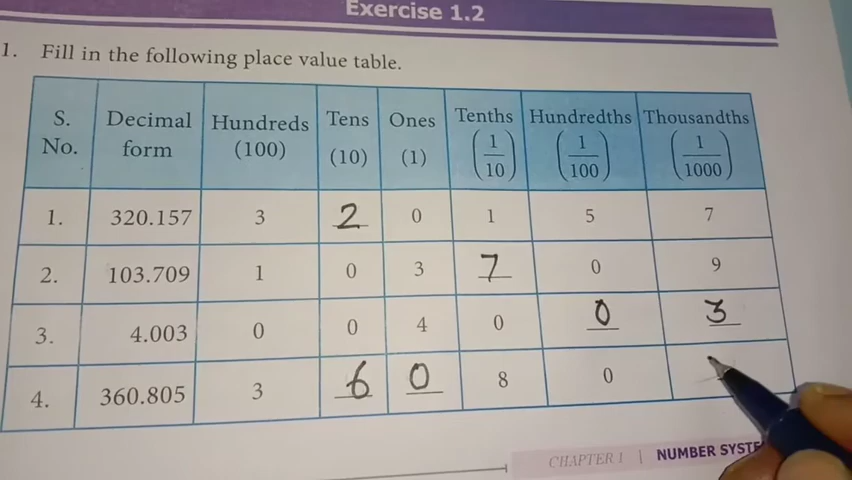 Exercise 1.2
1. Fill in the following place value table.
S. No. Decimal form Hundreds (100) Tens (10) Ones (1) Tenths (1/10) Hundredths (1/100) Thousandths (1/1000)
1. 320.157 3 2 0 1 5 7
2. 103.709 1 0 3 7 0 9
3. 4.003 0 0 4 0 0 3
4. 360.805 3 6 0 8 0
CHAPTER 1 | NUMBER SYSTE